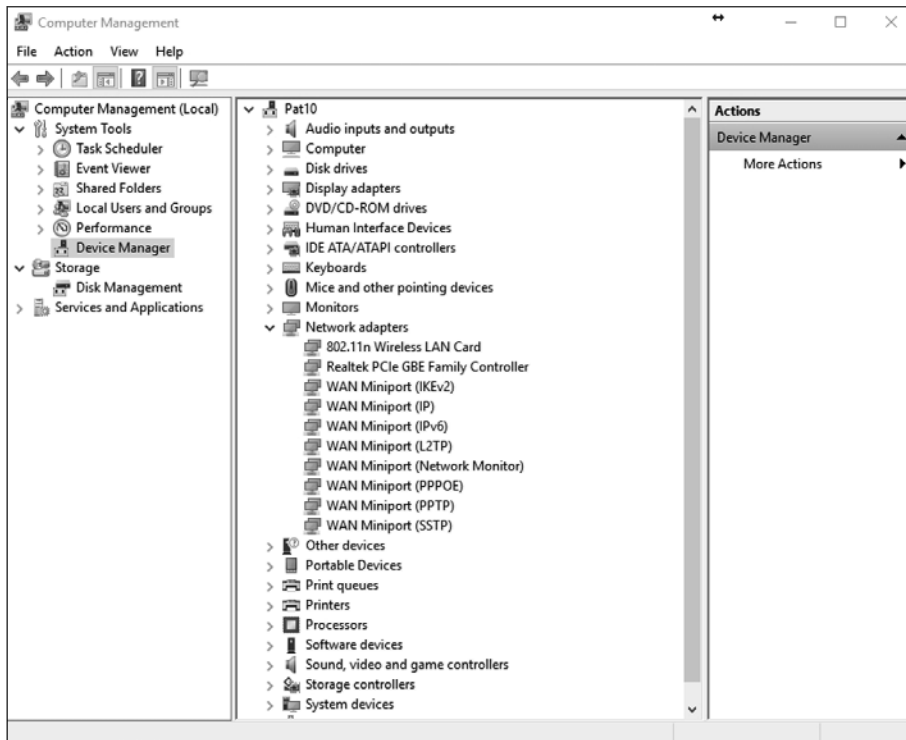 Computer Management
File Action View Help
Computer Management (Local)
System Tools
Task Scheduler
Event Viewer
Shared Folders
Local Users and Groups
Performance
Device Manager
Storage
Disk Management
Services and Applications
Pat10
Audio inputs and outputs
Computer
Disk drives
Display adapters
DVD/CD-ROM drives
Human Interface Devices
IDE ATA/ATAPI controllers
Keyboards
Mice and other pointing devices
Monitors
Network adapters
802.11n Wireless LAN Card
Realtek PCIe GBE Family Controller
WAN Miniport (IKEv2)
WAN Miniport (IP)
WAN Miniport (IPv6)
WAN Miniport (L2TP)
WAN Miniport (Network Monitor)
WAN Miniport (PPPOE)
WAN Miniport (PPTP)
WAN Miniport (SSTP)
Other devices
Portable Devices
Print queues
Printers
Processors
Software devices
Sound, video and game controllers
Storage controllers
System devices
Actions
Device Manager
More Actions